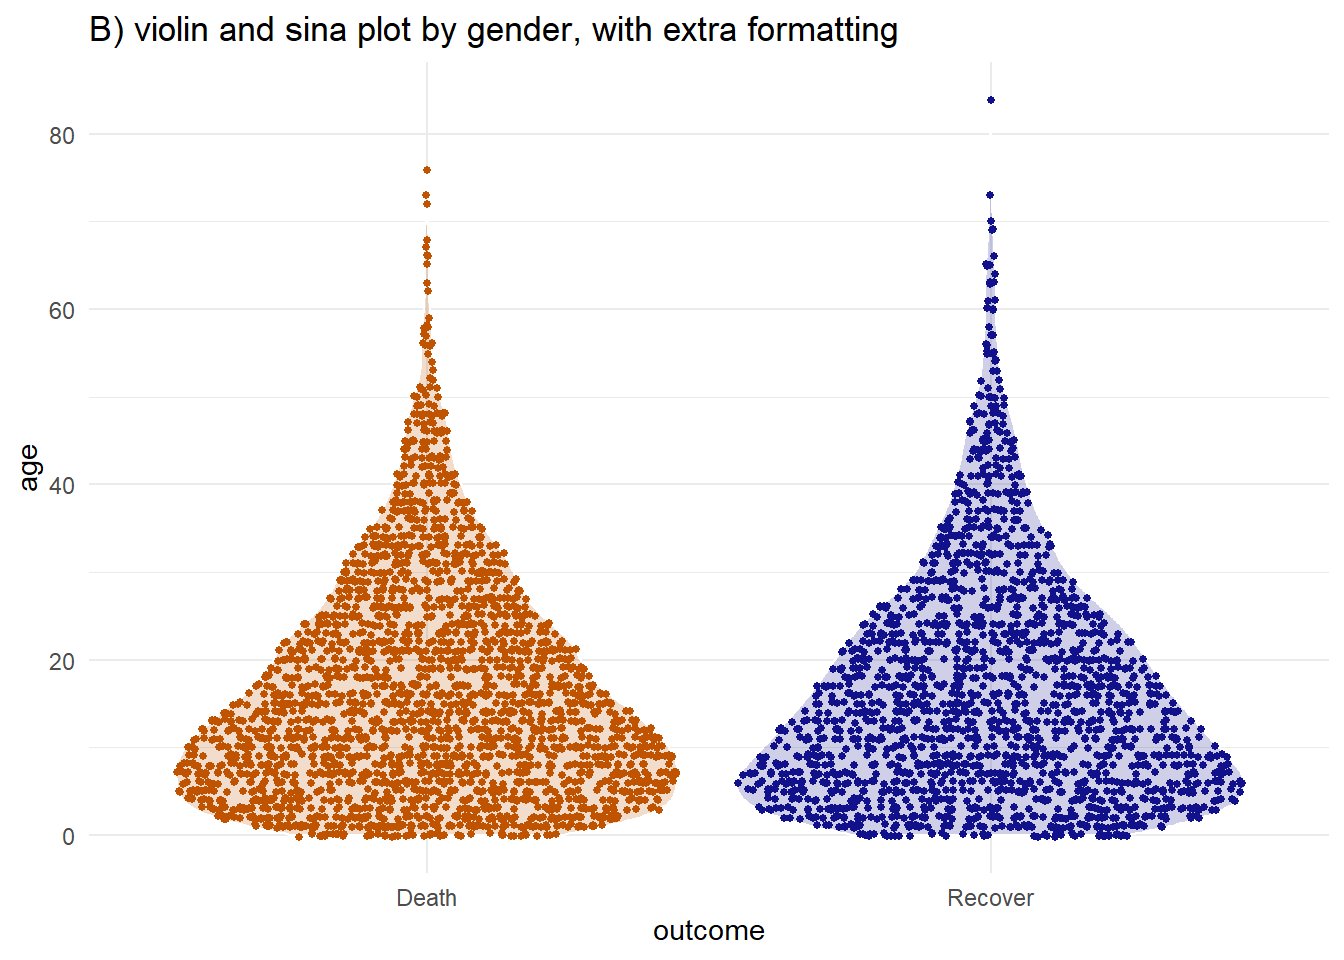 B) violin and sina plot by gender, with extra formatting
80
60
40
20
0
age
Death
Recover
outcome